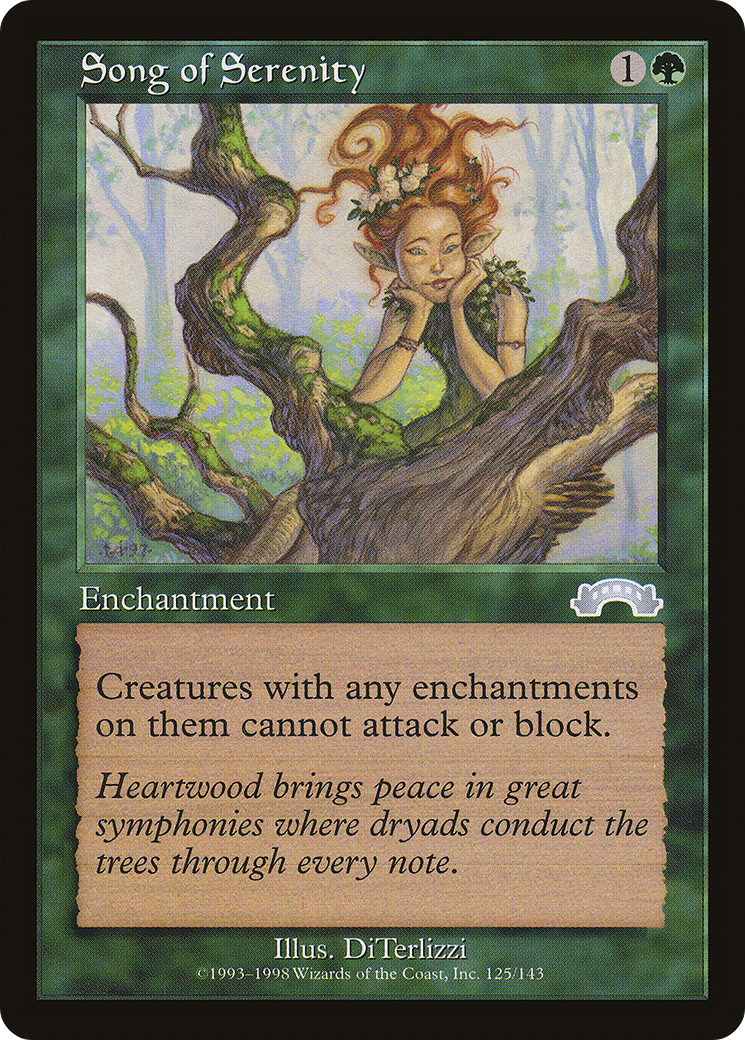 Song of Serenity 1
Enchantment
Creatures with any enchantments
on them cannot attack or block.
Heartwood brings peace in great
symphonies where dryads conduct the
trees through every note.
Illus. DiTerlizzi
©1993–1998 Wizards of the Coast, Inc. 125/143